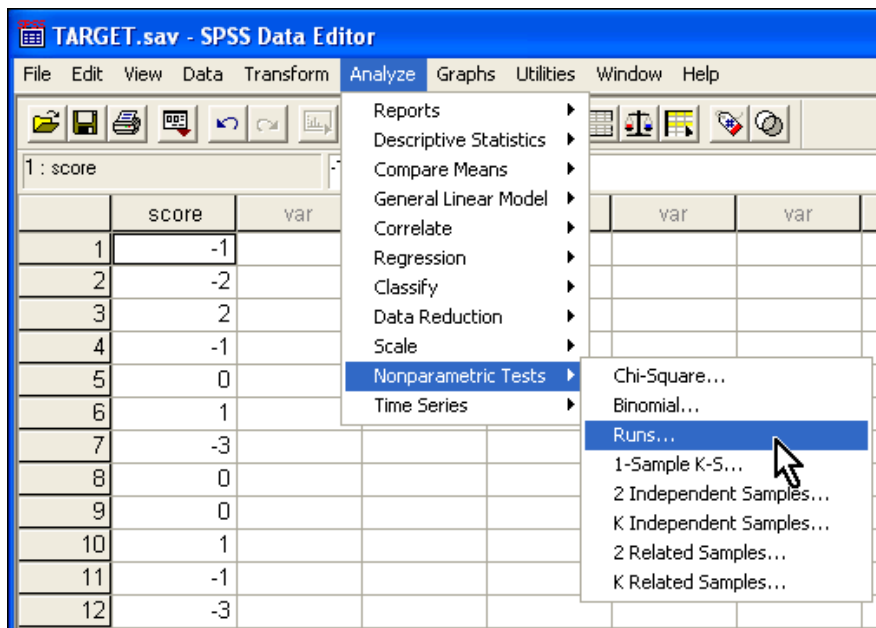 TARGET.sav - SPSS Data Editor
File Edit View Data Transform Analyze Graphs Utilities Window Help
1 : score
score var var var
1 -1
2 -2
3 2
4 -1
5 0
6 1
7 -3
8 0
9 0
10 1
11 -1
12 -3
Reports
Descriptive Statistics
Compare Means
General Linear Model
Correlate
Regression
Classify
Data Reduction
Scale
Nonparametric Tests
Time Series
Chi-Square...
Binomial...
Runs...
1-Sample K-S...
2 Independent Samples...
K Independent Samples...
2 Related Samples...
K Related Samples...